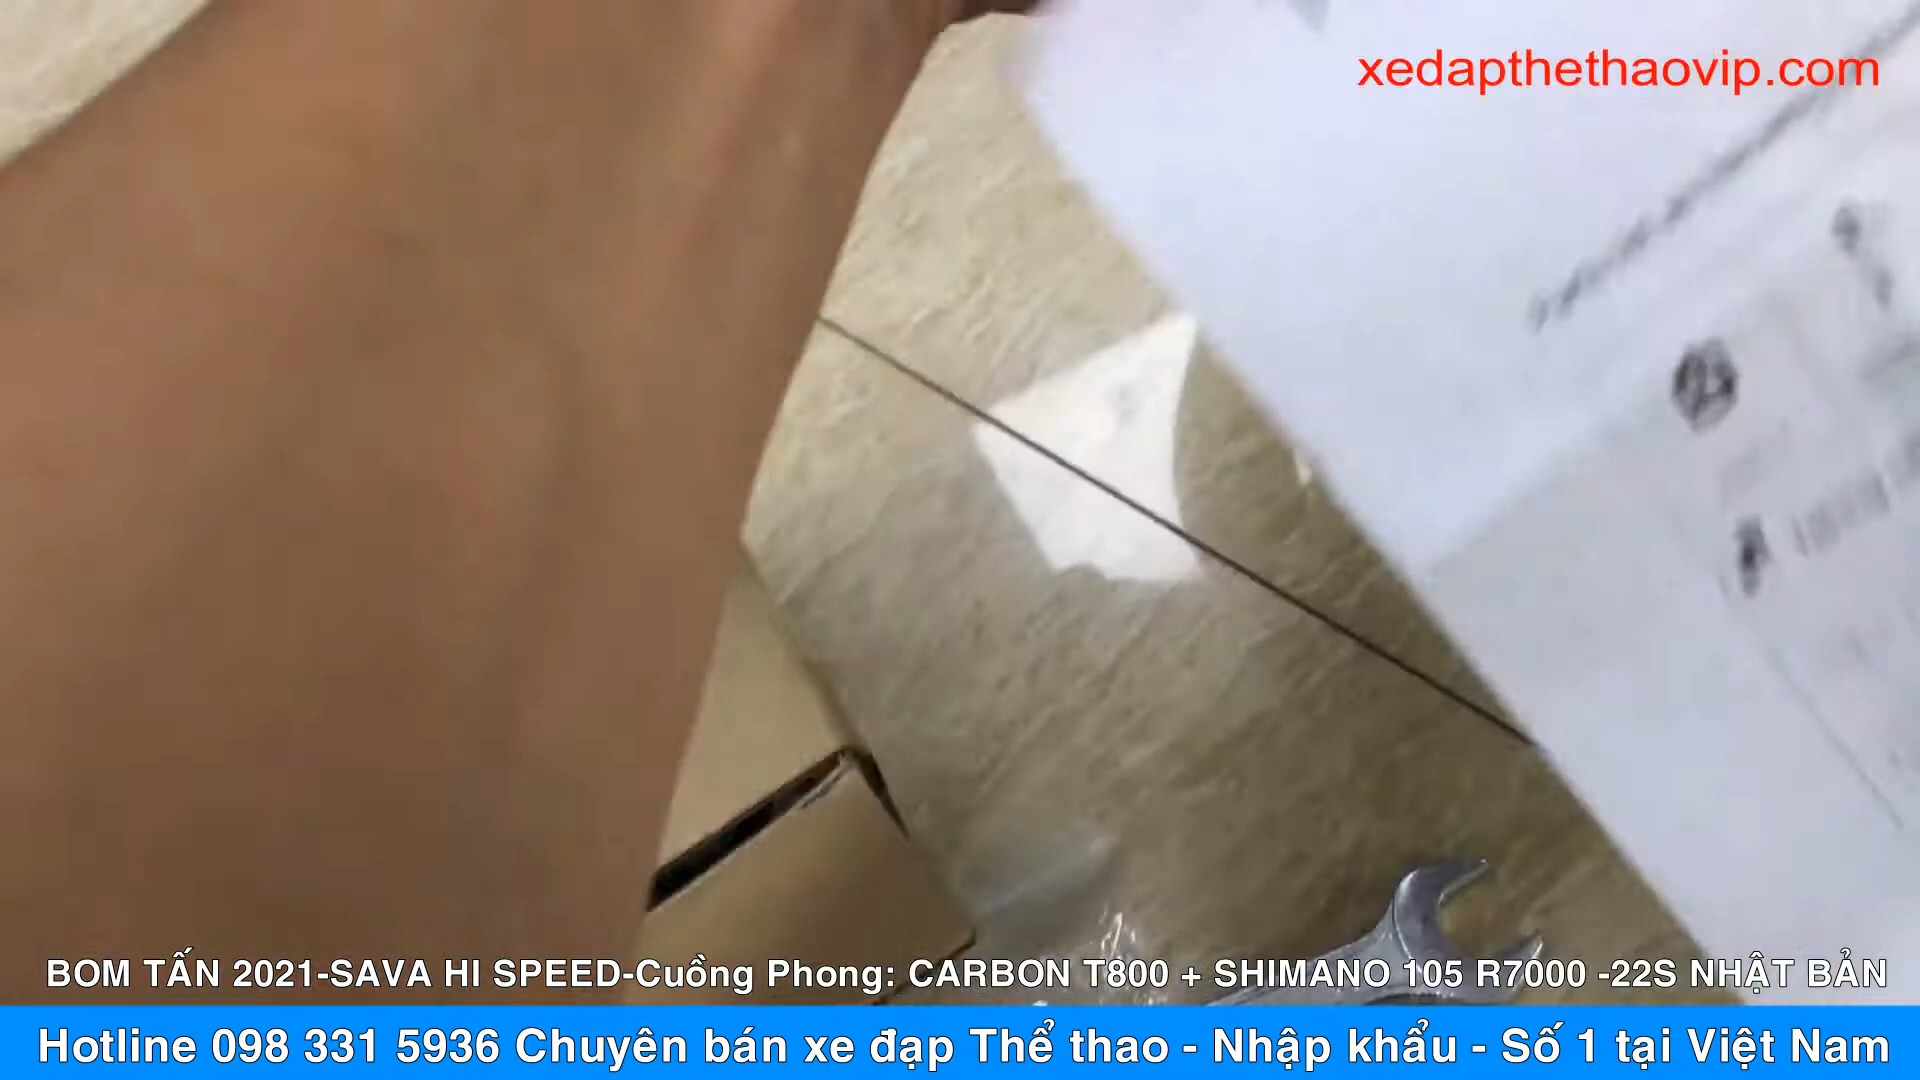 xedapthethaovip.com
BOM TẤN 2021-SAVA HI SPEED-Cuồng Phong: CARBON T800 + SHIMANO 105 R7000 -22S NHẬT BẢN
Hotline 098 331 5936 Chuyên bán xe đạp Thể thao - Nhập khẩu - Số 1 tại Việt Nam